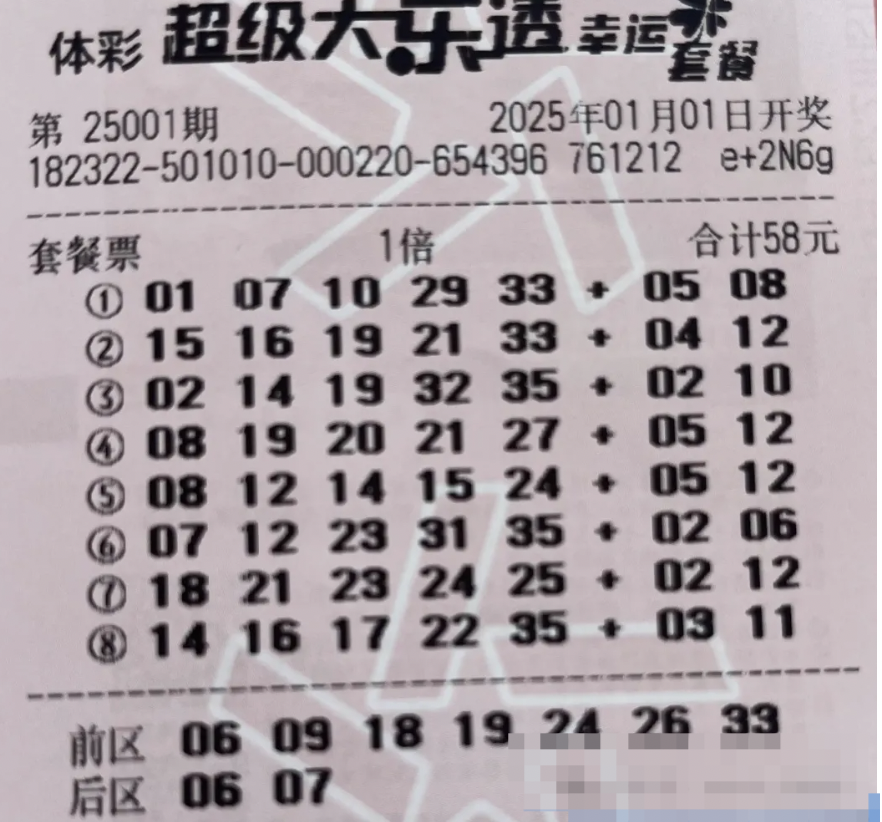 体彩 超级大乐透 幸运套餐
第 25001期 2025年01月01日开奖
182322-501010-000220-654396 761212 e+2N6g
套餐票 1倍 合计58元
① 01 07 10 29 33 + 05 08
② 15 16 19 21 33 + 04 12
③ 02 14 19 32 35 + 02 10
④ 08 19 20 21 27 + 05 12
⑤ 08 12 14 15 24 + 05 12
⑥ 07 12 23 31 35 + 02 06
⑦ 18 21 23 24 25 + 02 12
⑧ 14 16 17 22 35 + 03 11
前区 06 09 18 19 24 26 33
后区 06 07